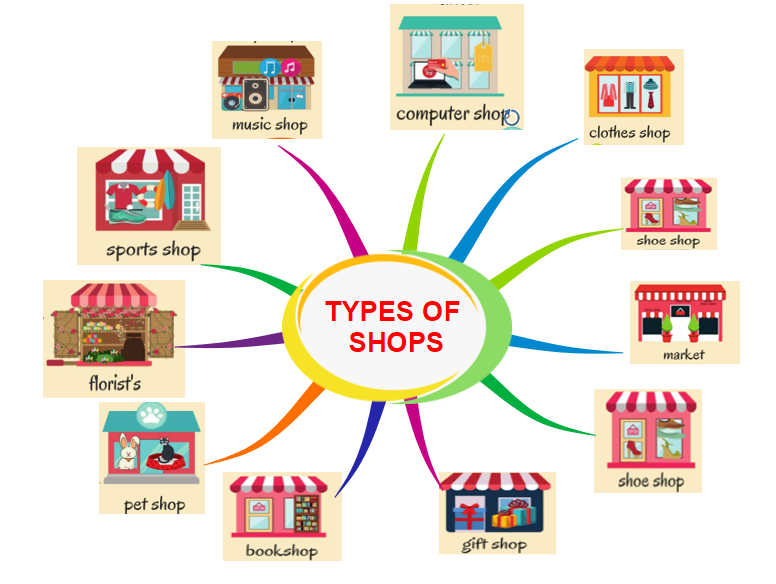 music shop
computer shop
clothes shop
sports shop
shoe shop
TYPES OF
SHOPS
market
florist's
shoe shop
pet shop
bookshop
gift shop